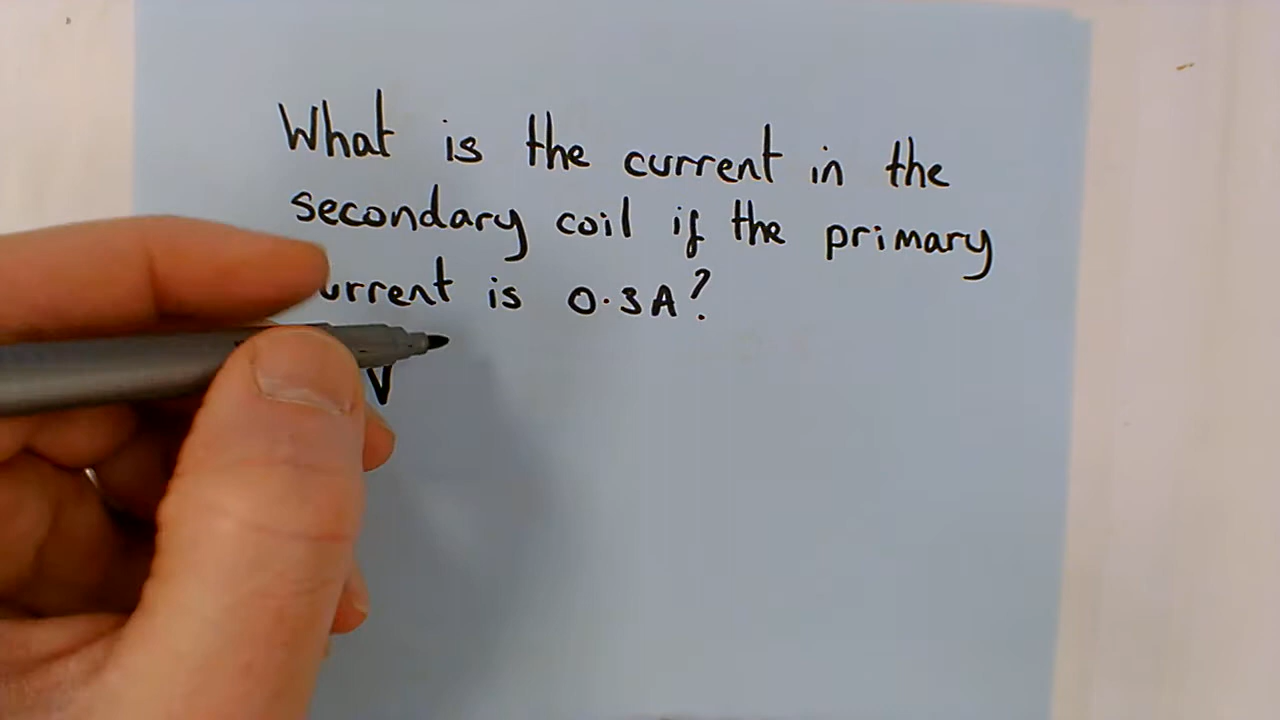 What is the current in the
secondary coil if the primary
urrent is 0.3A?
V